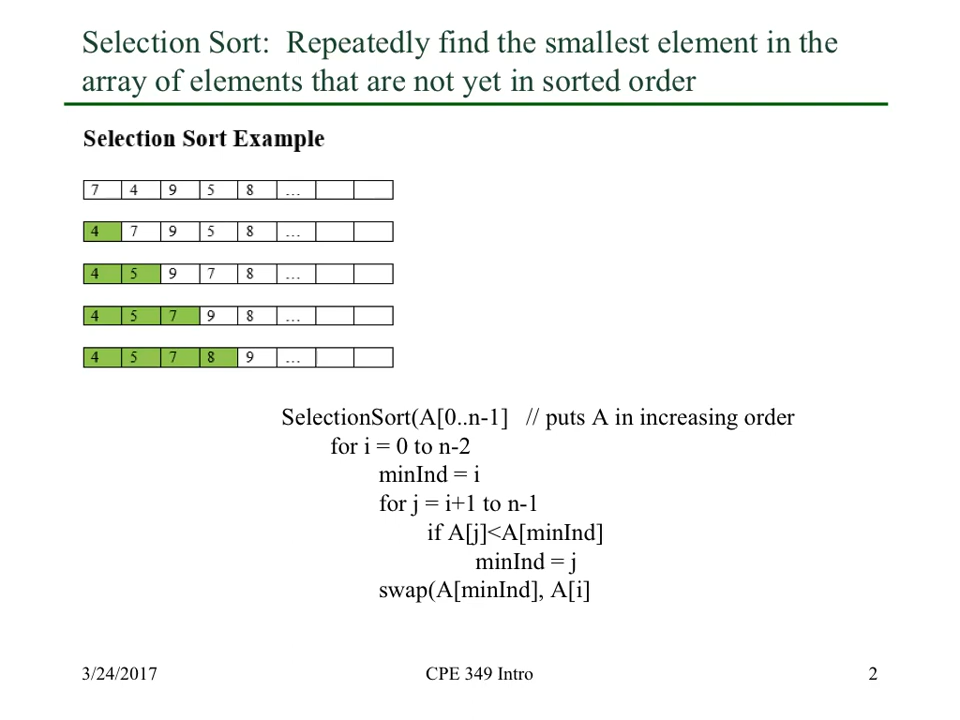 Selection Sort: Repeatedly find the smallest element in the
array of elements that are not yet in sorted order
Selection Sort Example
7 4 9 5 8 ...
4 7 9 5 8 ...
4 5 9 7 8 ...
4 5 7 9 8 ...
4 5 7 8 9 ...
SelectionSort(A[0..n-1] // puts A in increasing order
for i = 0 to n-2
minInd = i
for j = i+1 to n-1
if A[j]<A[minInd]
minInd = j
swap(A[minInd], A[i]
3/24/2017 CPE 349 Intro 2